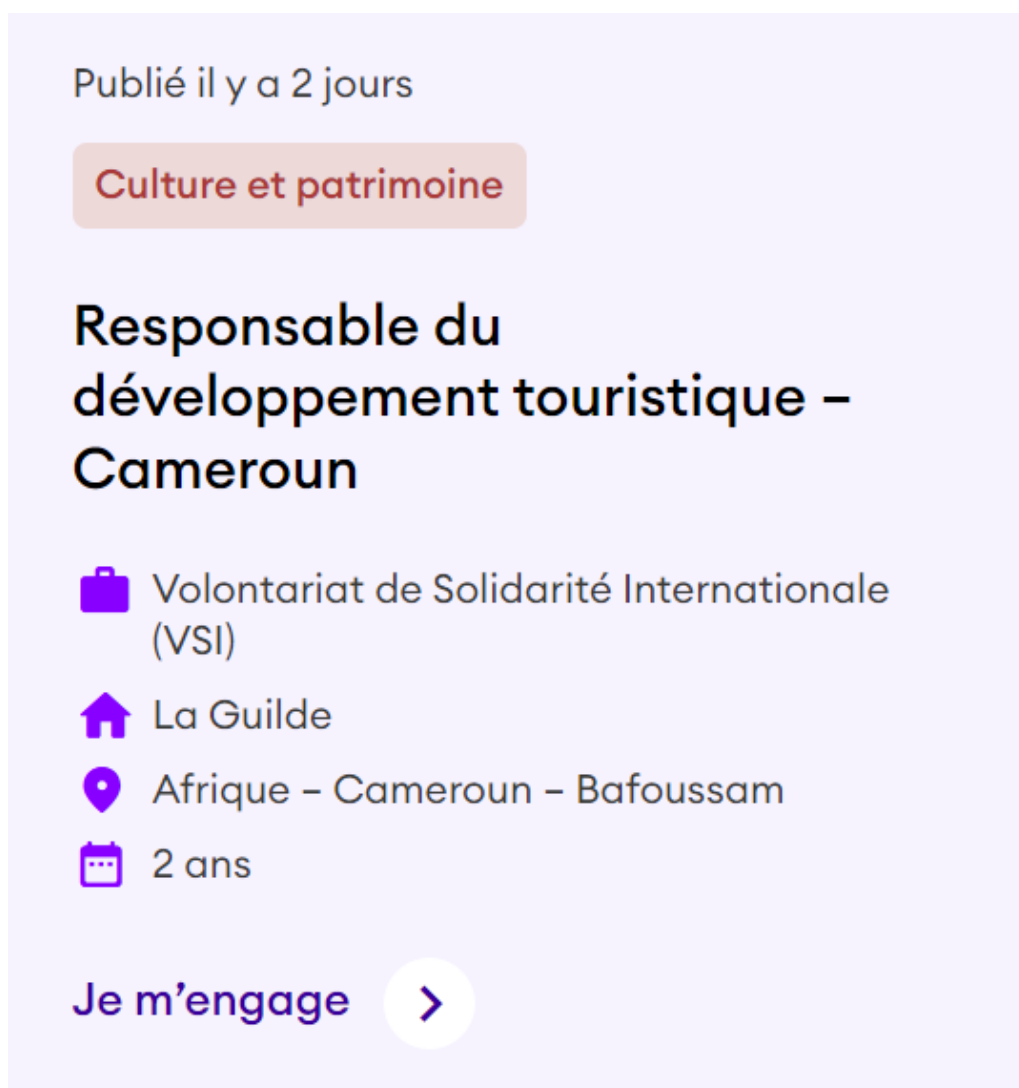 Publié il y a 2 jours
Culture et patrimoine
Responsable du
développement touristique –
Cameroun
Volontariat de Solidarité Internationale
(VSI)
La Guilde
Afrique – Cameroun – Bafoussam
2 ans
Je m’engage